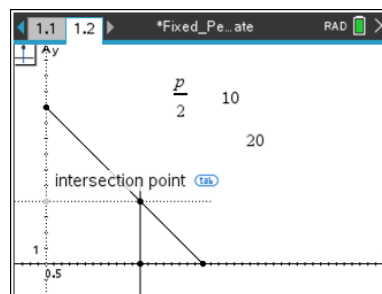 1.1 1.2 *Fixed_Pe…ate RAD
y
p
2
10
20
intersection point tab
1
0.5